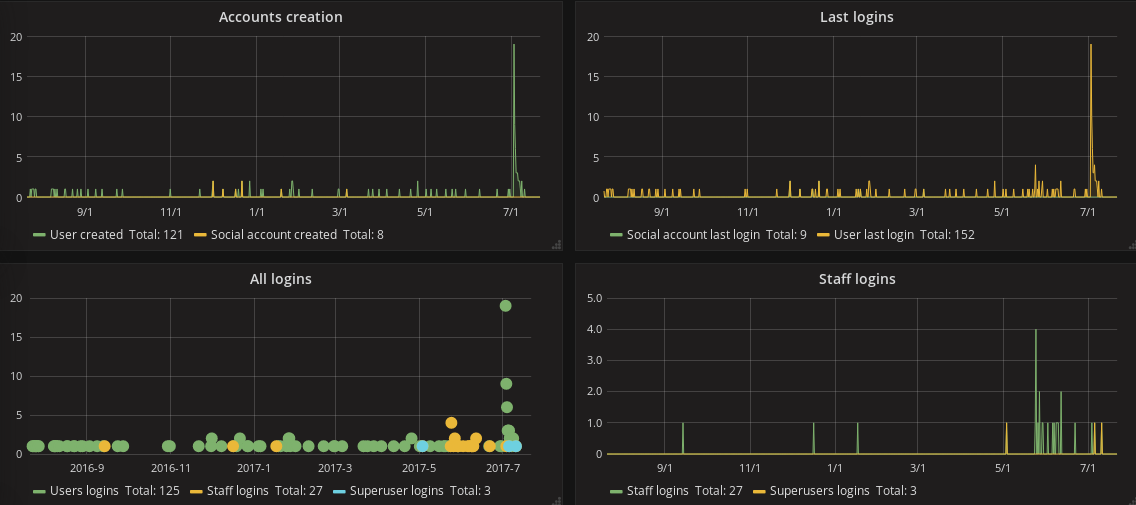 Accounts creation
20
15
10
5
0
9/1 11/1 1/1 3/1 5/1 7/1
User created Total: 121 Social account created Total: 8
Last logins
20
15
10
5
0
9/1 11/1 1/1 3/1 5/1 7/1
Social account last login Total: 9 User last login Total: 152
All logins
20
15
10
5
0
2016-9 2016-11 2017-1 2017-3 2017-5 2017-7
Users logins Total: 125 Staff logins Total: 27 Superuser logins Total: 3
Staff logins
5.0
4.0
3.0
2.0
1.0
0
9/1 11/1 1/1 3/1 5/1 7/1
Staff logins Total: 27 Superusers logins Total: 3